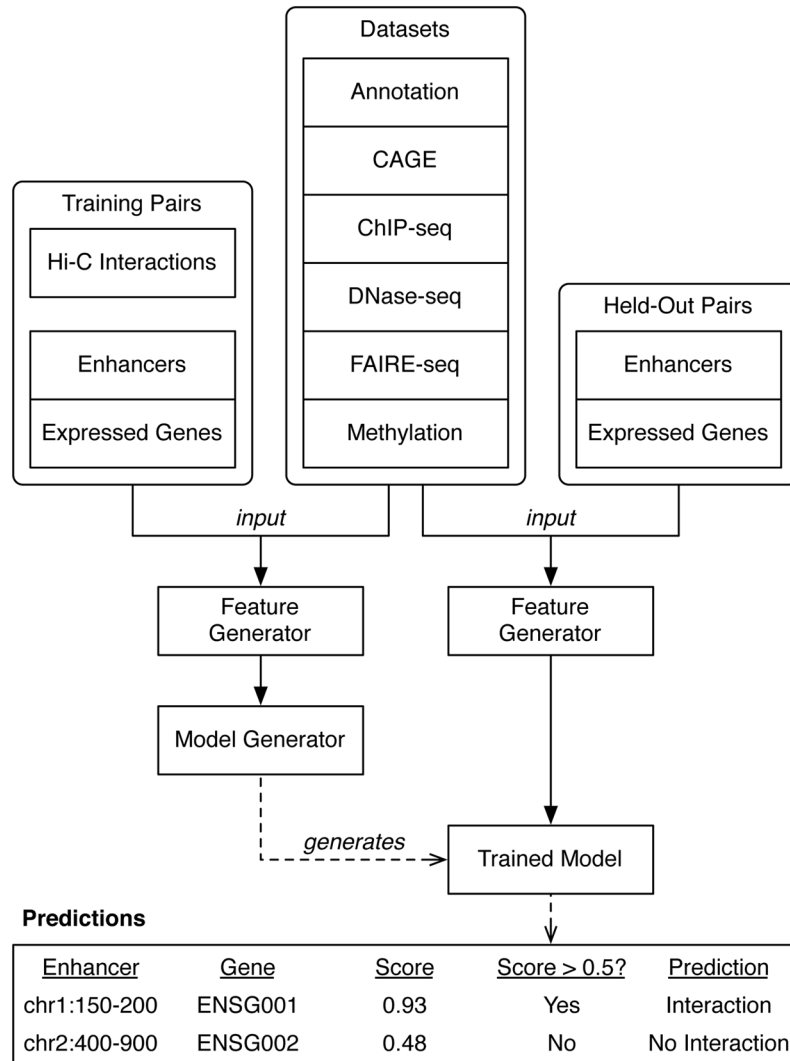 Datasets
Annotation
CAGE
ChIP-seq
DNase-seq
FAIRE-seq
Methylation
Training Pairs
Hi-C Interactions
Enhancers
Expressed Genes
Held-Out Pairs
Enhancers
Expressed Genes
input
input
Feature
Generator
Feature
Generator
Model Generator
generates
Trained Model
Predictions
Enhancer Gene Score Score > 0.5? Prediction
chr1:150-200 ENSG001 0.93 Yes Interaction
chr2:400-900 ENSG002 0.48 No No Interaction